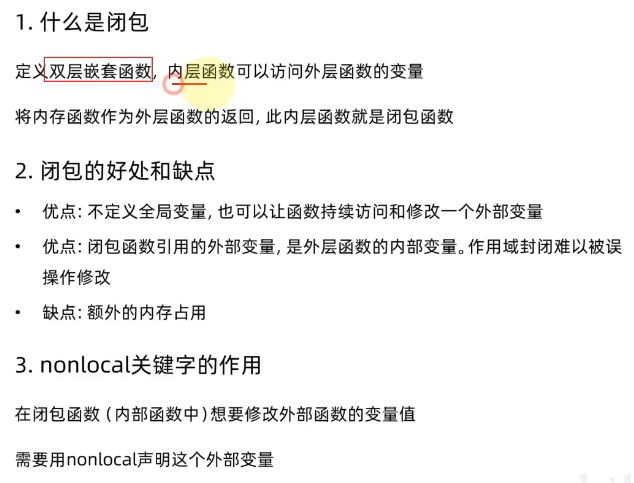 1. 什么是闭包
定义双层嵌套函数, 内层函数可以访问外层函数的变量
将内存函数作为外层函数的返回, 此内层函数就是闭包函数
2. 闭包的好处和缺点
• 优点: 不定义全局变量, 也可以让函数持续访问和修改一个外部变量
• 优点: 闭包函数引用的外部变量, 是外层函数的内部变量。作用域封闭难以被误
操作修改
• 缺点: 额外的内存占用
3. nonlocal关键字的作用
在闭包函数 (内部函数中) 想要修改外部函数的变量值
需要用nonlocal声明这个外部变量